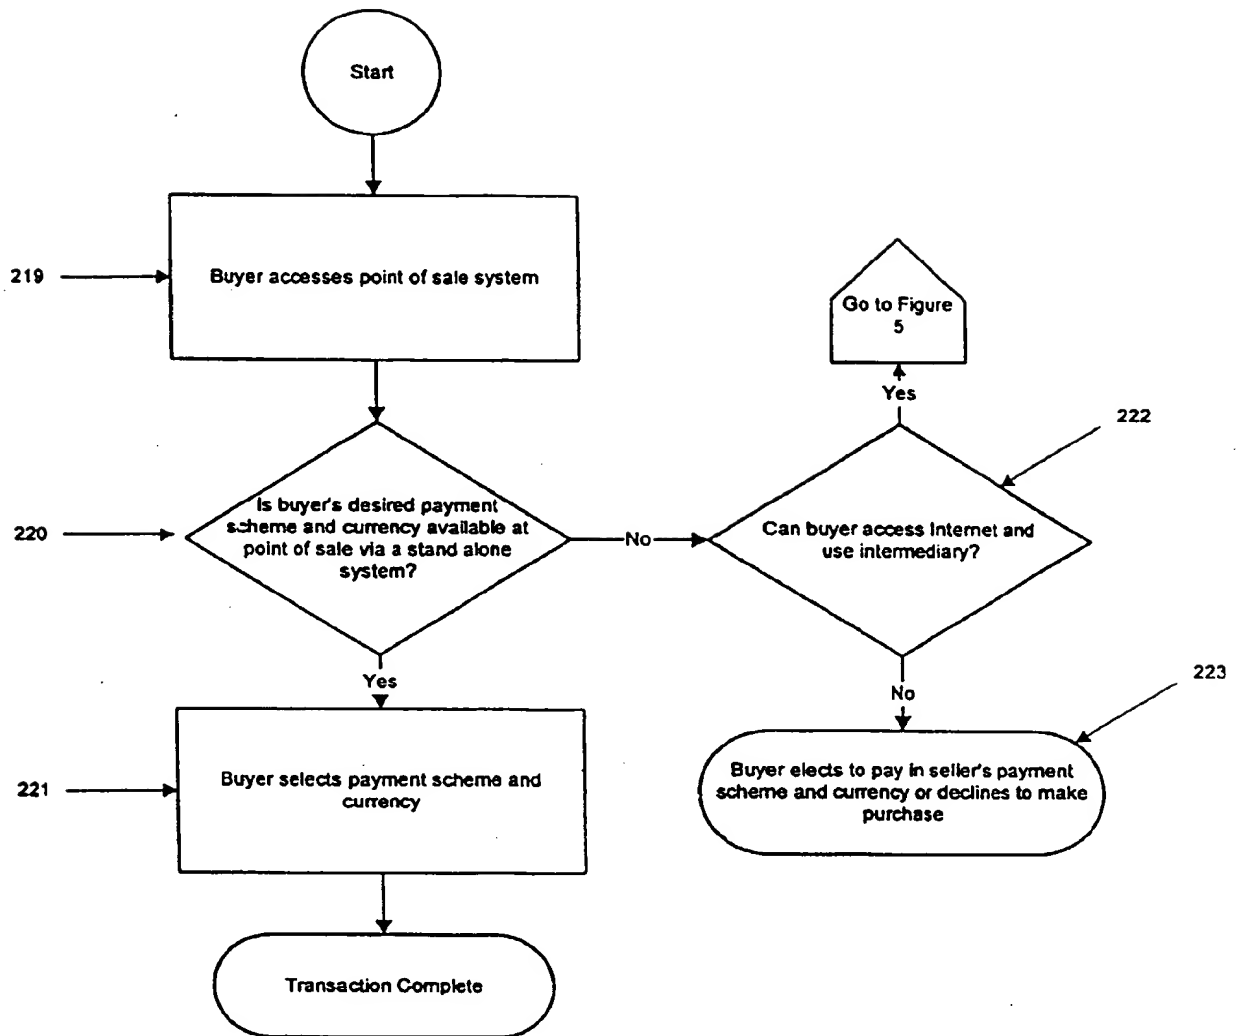 Start
219
Buyer accesses point of sale system
Go to Figure
5
Yes
222
220
Is buyer's desired payment
scheme and currency available at
point of sale via a stand alone
system?
No
Can buyer access Internet and
use intermediary?
Yes
No
223
221
Buyer selects payment scheme and
currency
Buyer elects to pay in seller's payment
scheme and currency or declines to make
purchase
Transaction Complete